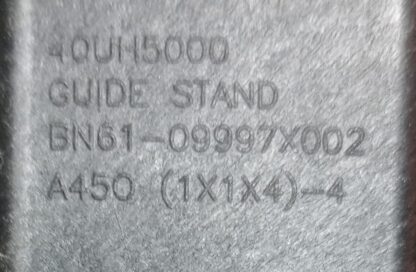 40UH5000
GUIDE STAND
BN61-09997X002
A450 (1X1X4)-4